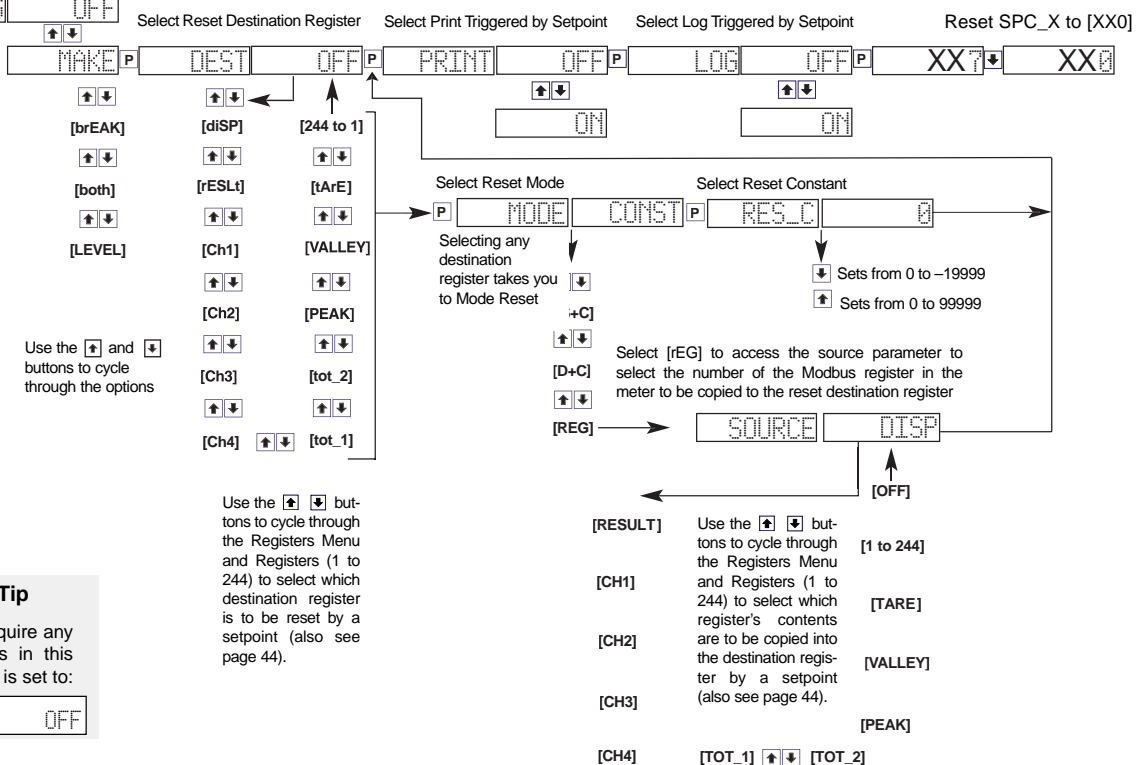 OFF
Select Reset Destination Register
Select Print Triggered by Setpoint
Select Log Triggered by Setpoint
Reset SPC_X to [XX0]
MAKE P DEST OFF P PRINT OFF P LOG OFF P XX7 XX0
ON
ON
[brEAK]
[both]
[LEVEL]
[diSP]
[rESLt]
[Ch1]
[Ch2]
[Ch3]
[Ch4]
[244 to 1]
[tArE]
[VALLEY]
[PEAK]
[tot_2]
[tot_1]
Use the and
buttons to cycle
through the options
Select Reset Mode
Select Reset Constant
P MODE CONST P RES_C 0
Selecting any
destination
register takes you
to Mode Reset
Sets from 0 to –19999
Sets from 0 to 99999
+C]
[D+C]
[REG]
Select [rEG] to access the source parameter to
select the number of the Modbus register in the
meter to be copied to the reset destination register
SOURCE DISP
Use the but-
tons to cycle through
the Registers Menu
and Registers (1 to
244) to select which
destination register
is to be reset by a
setpoint (also see
page 44).
[RESULT]
[CH1]
[CH2]
[CH3]
[CH4]
Use the but-
tons to cycle through
the Registers Menu
and Registers (1 to
244) to select which
register's contents
are to be copied into
the destination regis-
ter by a setpoint
(also see page 44).
[OFF]
[1 to 244]
[TARE]
[VALLEY]
[PEAK]
[TOT_1] [TOT_2]
Tip
quire any
s in this
is set to:
OFF